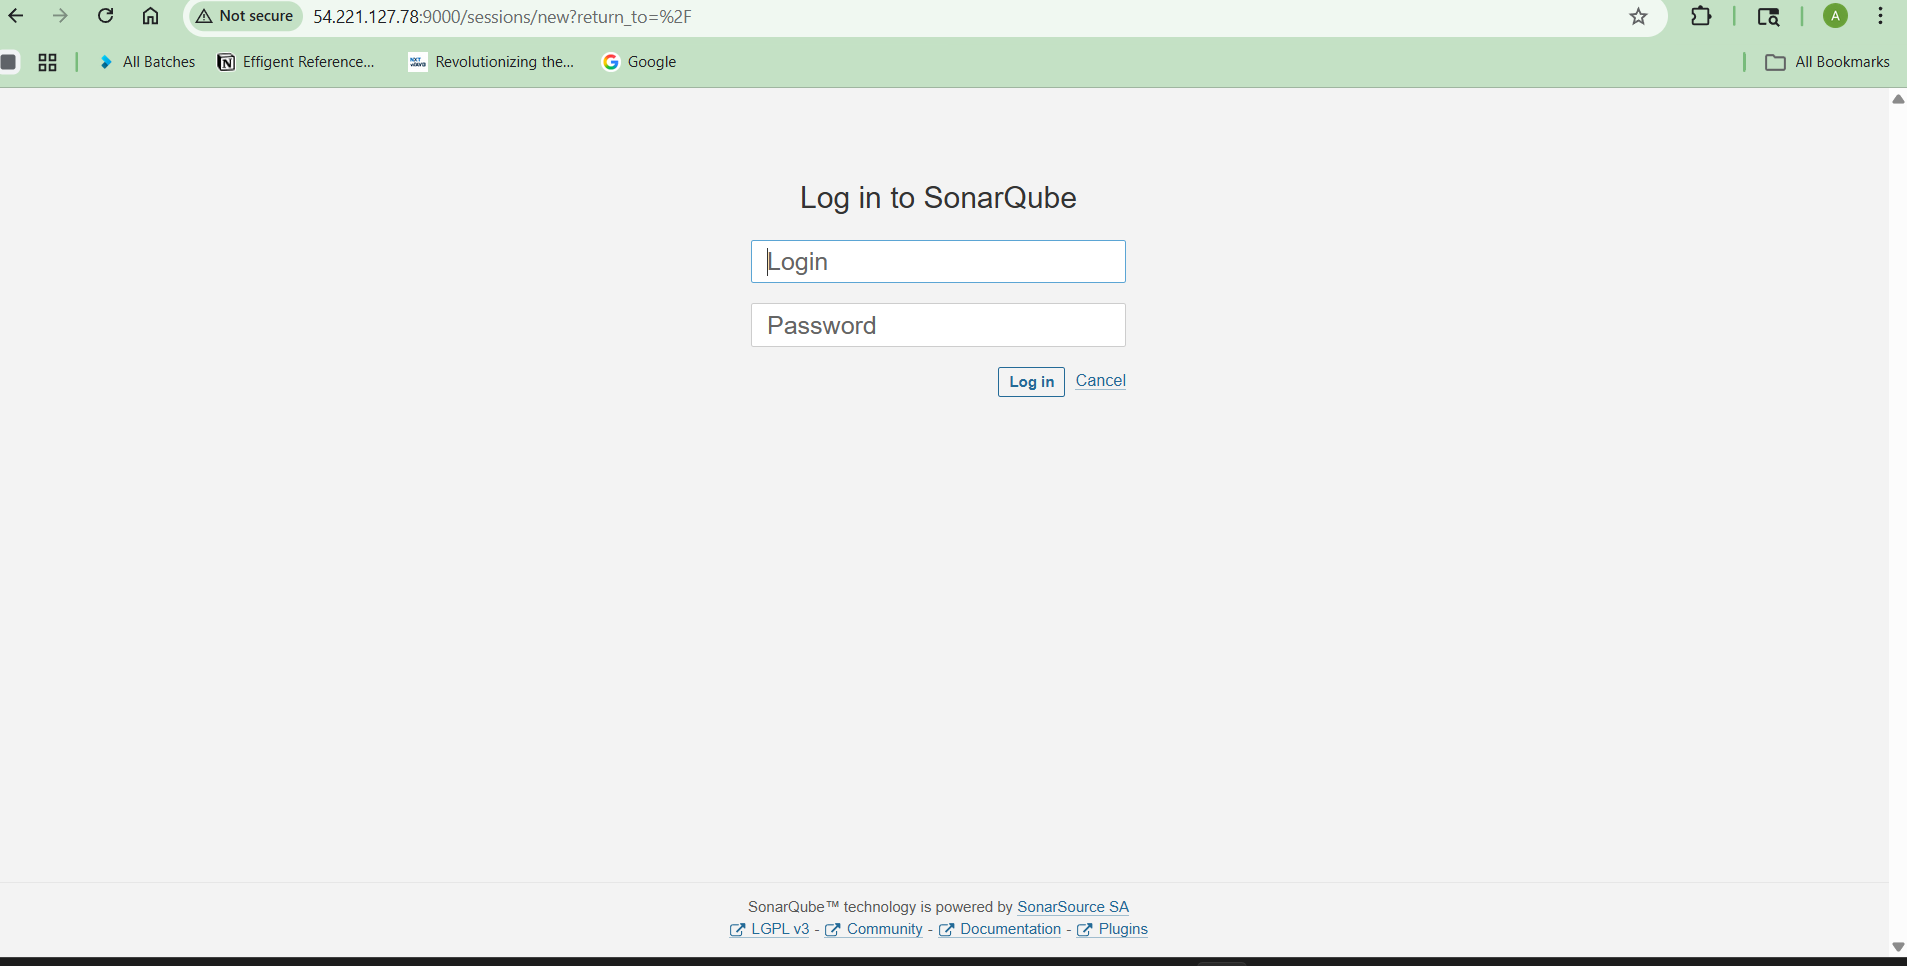 Not secure 54.221.127.78:9000/sessions/new?return_to=%2F A
All Batches Effigent Reference... NXT WAVE Revolutionizing the... Google All Bookmarks
Log in to SonarQube
Login
Password
Log in Cancel
SonarQube™ technology is powered by SonarSource SA
LGPL v3 - Community - Documentation - Plugins